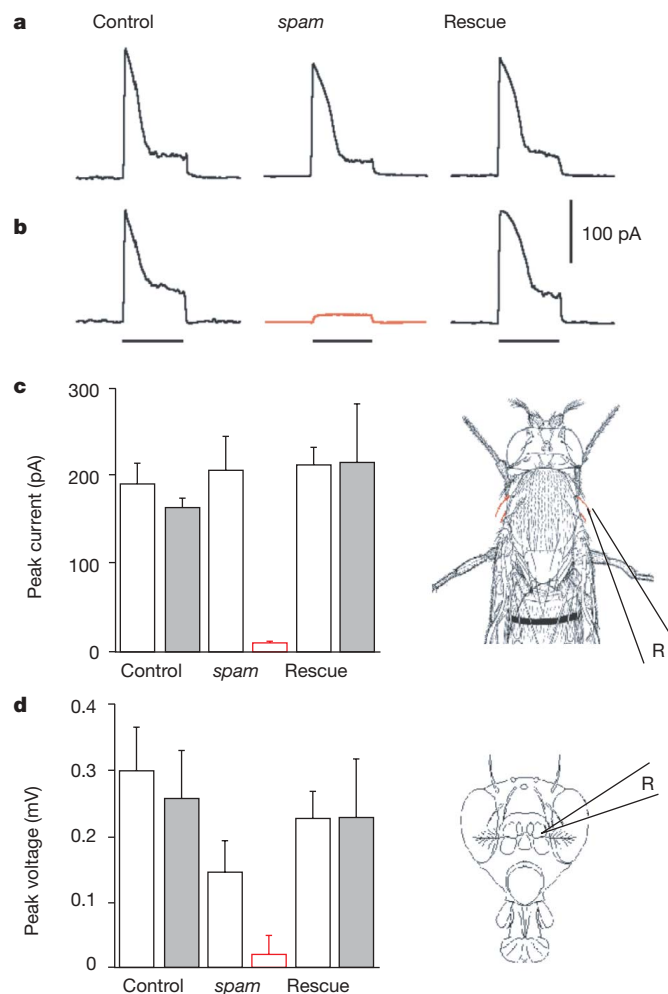 a
Control spam Rescue
b
100 pA
c
300
200
100
0
Peak current (pA)
Control spam Rescue
R
d
0.4
0.3
0.2
0.1
0
Peak voltage (mV)
Control spam Rescue
R